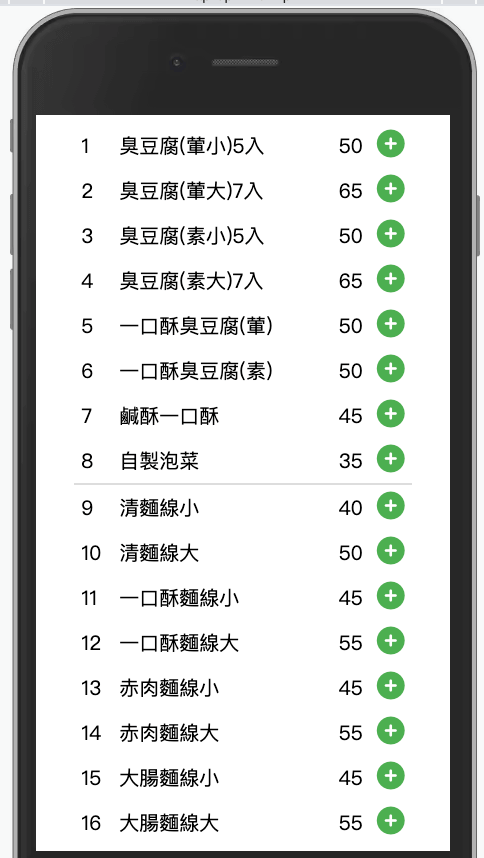 1 臭豆腐(葷小)5入 50
2 臭豆腐(葷大)7入 65
3 臭豆腐(素小)5入 50
4 臭豆腐(素大)7入 65
5 一口酥臭豆腐(葷) 50
6 一口酥臭豆腐(素) 50
7 鹹酥一口酥 45
8 自製泡菜 35
9 清麵線小 40
10 清麵線大 50
11 一口酥麵線小 45
12 一口酥麵線大 55
13 赤肉麵線小 45
14 赤肉麵線大 55
15 大腸麵線小 45
16 大腸麵線大 55